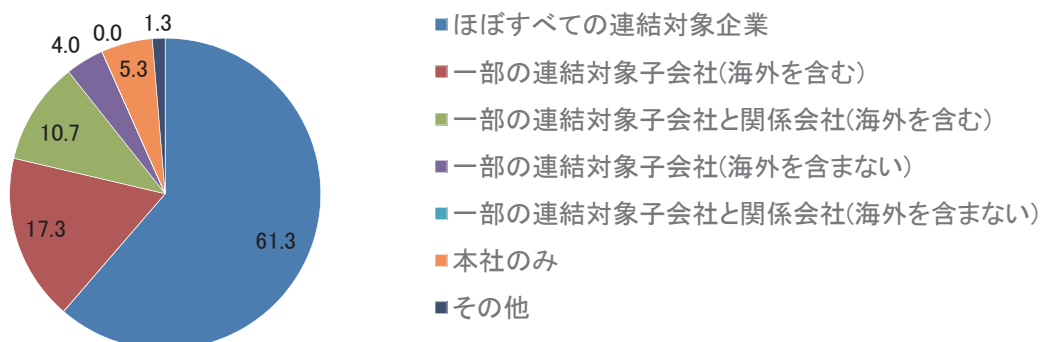 1.3
0.0
4.0
5.3
10.7
17.3
61.3
ほぼすべての連結対象企業
一部の連結対象子会社(海外を含む)
一部の連結対象子会社と関係会社(海外を含む)
一部の連結対象子会社(海外を含まない)
一部の連結対象子会社と関係会社(海外を含まない)
本社のみ
その他